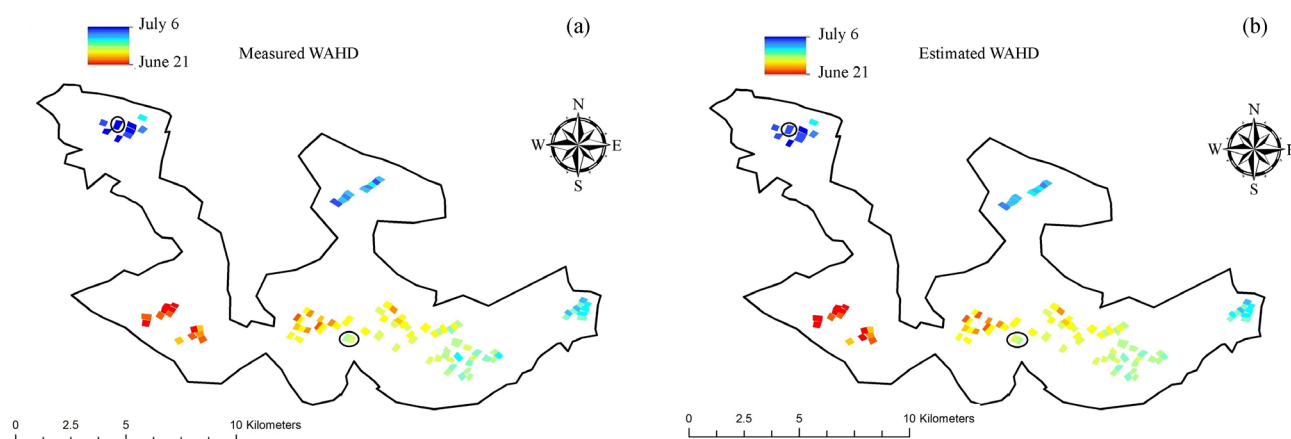 (a)
July 6
June 21
Measured WAHD
N
W E
S
0 2.5 5 10 Kilometers
(b)
July 6
June 21
Estimated WAHD
N
W E
S
0 2.5 5 10 Kilometers